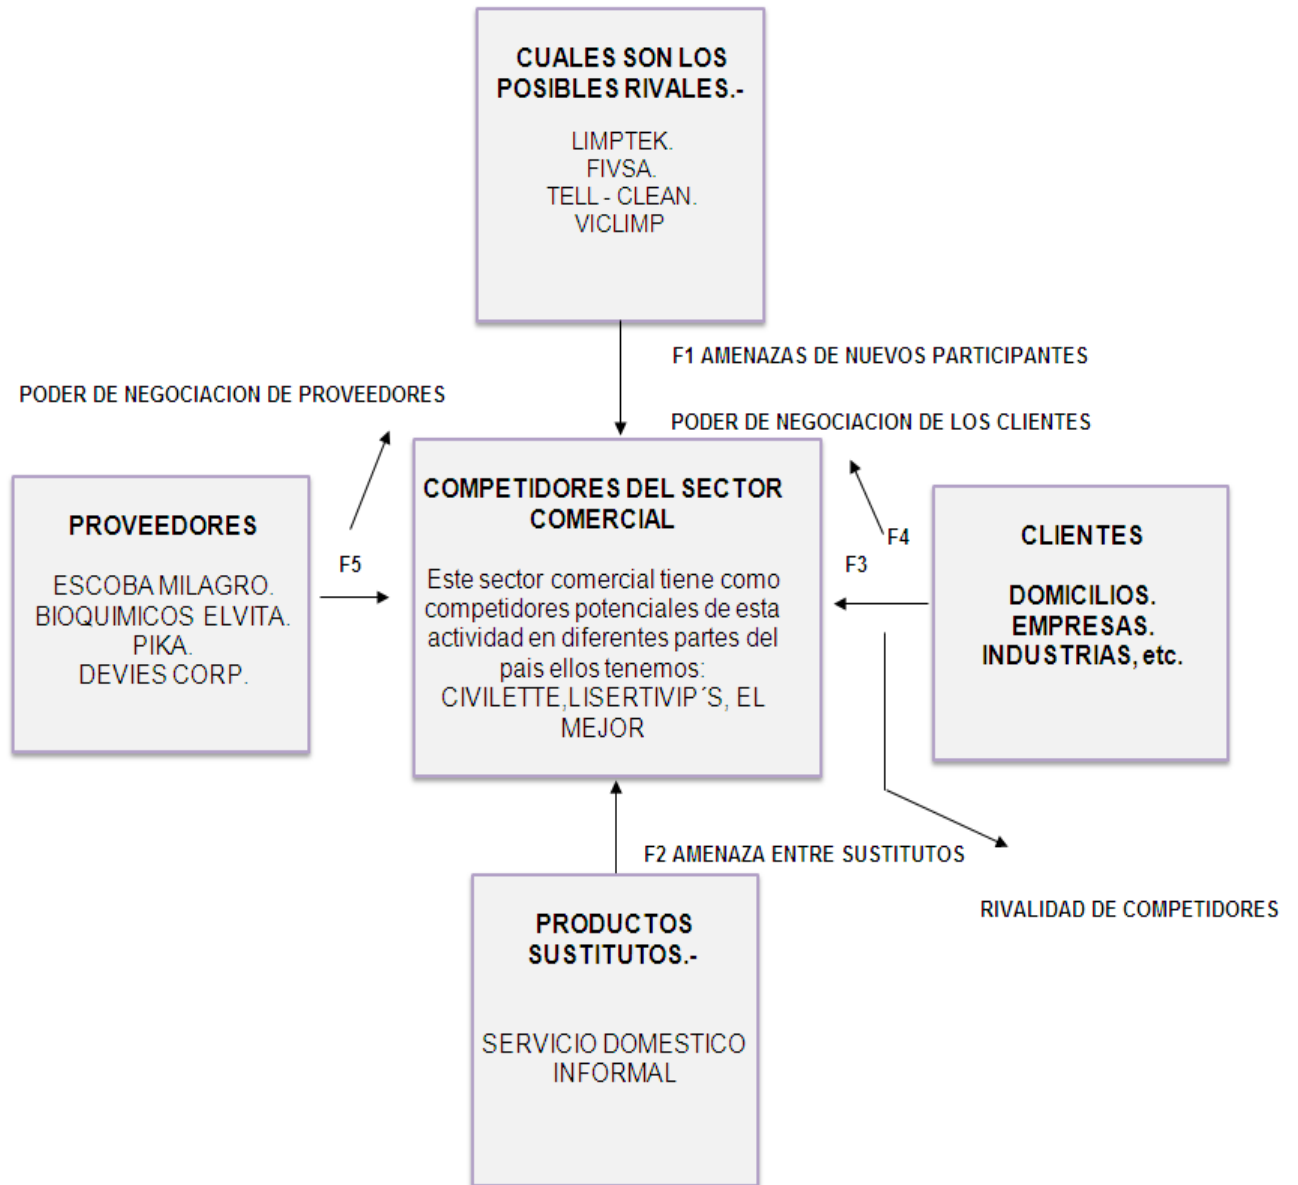 CUALES SON LOS
POSIBLES RIVALES.-
LIMPTEK.
FIVSA.
TELL - CLEAN.
VICLIMP
F1 AMENAZAS DE NUEVOS PARTICIPANTES
PODER DE NEGOCIACION DE PROVEEDORES
PODER DE NEGOCIACION DE LOS CLIENTES
PROVEEDORES
ESCOBA MILAGRO.
BIOQUIMICOS ELVITA.
PIKA.
DEVIES CORP.
F5
COMPETIDORES DEL SECTOR
COMERCIAL
Este sector comercial tiene como
competidores potenciales de esta
actividad en diferentes partes del
pais ellos tenemos:
CIVILETTE,LISERTIVIP´S, EL
MEJOR
F4
F3
CLIENTES
DOMICILIOS.
EMPRESAS.
INDUSTRIAS, etc.
F2 AMENAZA ENTRE SUSTITUTOS
RIVALIDAD DE COMPETIDORES
PRODUCTOS
SUSTITUTOS.-
SERVICIO DOMESTICO
INFORMAL